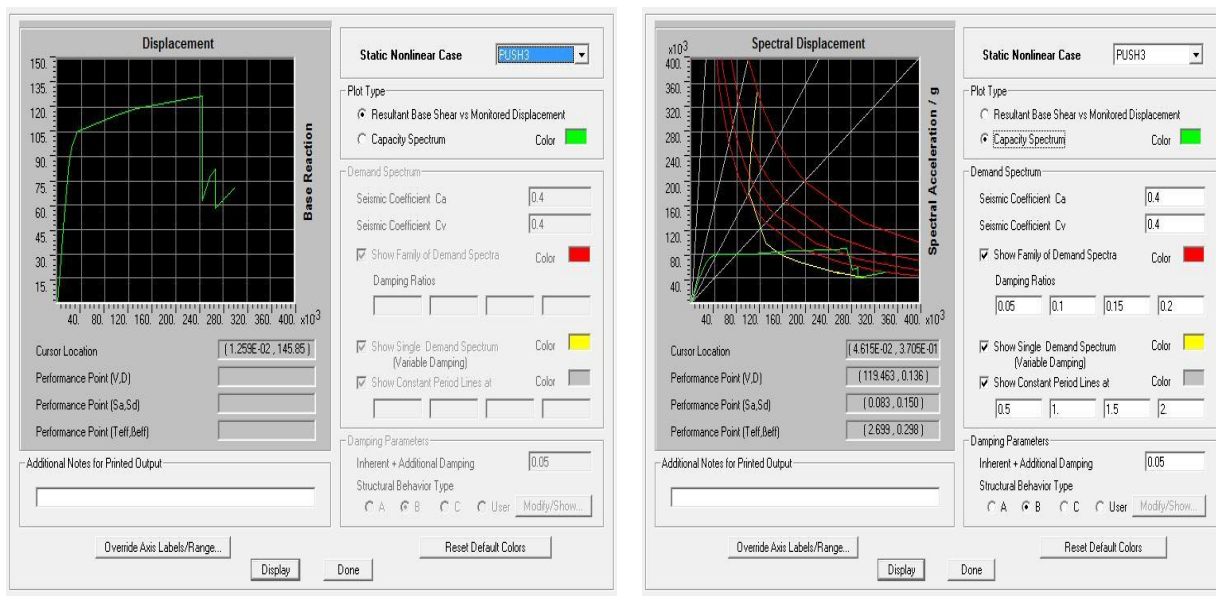 Displacement
150.
135.
120.
105.
90.
75.
60.
45.
30.
15.
Base Reaction
40. 80. 120. 160. 200. 240. 280. 320. 360. 400. x10³
Cursor Location (1.259E-02 , 145.85)
Performance Point (V,D)
Performance Point (Sa,Sd)
Performance Point (Teff,βeff)
Additional Notes for Printed Output
Static Nonlinear Case PUSH3
Plot Type
Resultant Base Shear vs Monitored Displacement
Capacity Spectrum Color
Demand Spectrum
Seismic Coefficient Ca 0.4
Seismic Coefficient Cv 0.4
Show Family of Demand Spectra Color
Damping Ratios
Show Single Demand Spectrum Color
(Variable Damping)
Show Constant Period Lines at Color
Damping Parameters
Inherent + Additional Damping 0.05
Structural Behavior Type
A B C User Modify/Show...
Override Axis Labels/Range...
Reset Default Colors
Display Done
Spectral Displacement
x10³
400.
360.
320.
280.
240.
200.
160.
120.
80.
40.
Spectral Acceleration / g
40. 80. 120. 160. 200. 240. 280. 320. 360. 400. x10³
Cursor Location (4.615E-02 , 3.705E-01
Performance Point (V,D) (119.463 , 0.136)
Performance Point (Sa,Sd) (0.083 , 0.150)
Performance Point (Teff,βeff) (2.699 , 0.298)
Additional Notes for Printed Output
Static Nonlinear Case PUSH3
Plot Type
Resultant Base Shear vs Monitored Displacement
Capacity Spectrum Color
Demand Spectrum
Seismic Coefficient Ca 0.4
Seismic Coefficient Cv 0.4
Show Family of Demand Spectra Color
Damping Ratios
0.05 0.1 0.15 0.2
Show Single Demand Spectrum Color
(Variable Damping)
Show Constant Period Lines at Color
0.5 1. 1.5 2.
Damping Parameters
Inherent + Additional Damping 0.05
Structural Behavior Type
A B C User Modify/Show...
Override Axis Labels/Range...
Reset Default Colors
Display Done